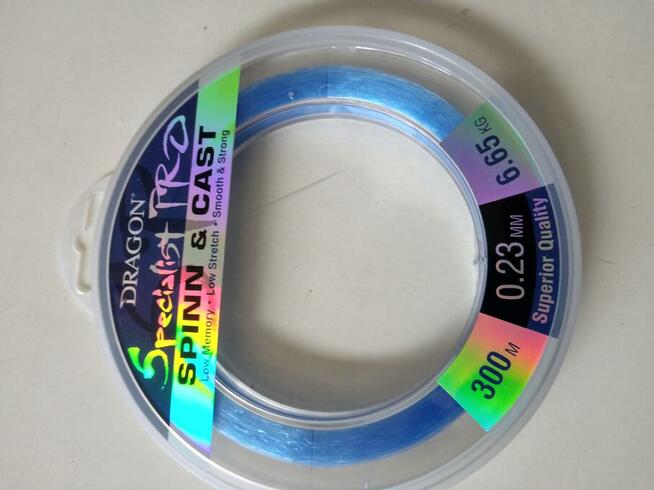 DRAGON®
Specialist PRO
SPINN & CAST
Low Memory • Low Stretch • Smooth & Strong
6.65 KG
0.23 MM
Superior Quality
300 M